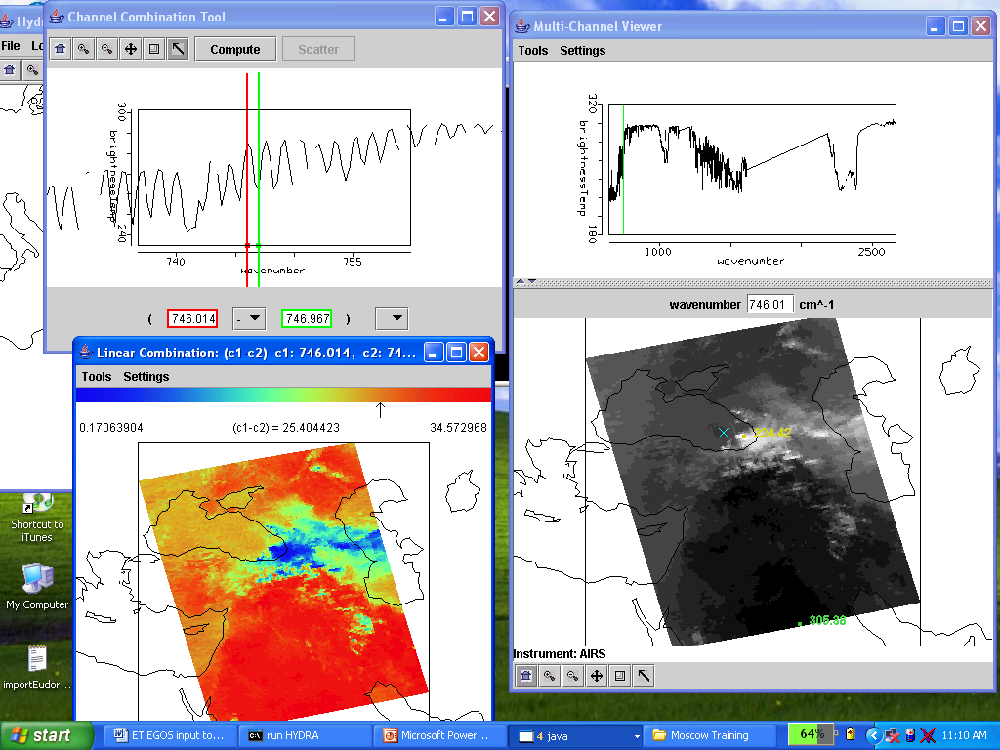 Hyd
File
Channel Combination Tool
Compute
Scatter
300
brightnessTemp
240
740
755
wavenumber
(
746.014
-
746.967
)
Linear Combination: (c1-c2) c1: 746.014, c2: 74...
Tools
Settings
0.17063904
(c1-c2) = 25.404423
34.572968
Multi-Channel Viewer
Tools
Settings
320
brightnessTemp
180
1000
2500
wavenumber
wavenumber
746.01
cm^-1
224.42
305.36
Instrument: AIRS
Shortcut to
iTunes
My Computer
importEudor...
start
ET EGOS input to...
run HYDRA
Microsoft Power...
4 java
Moscow Training
64%
11:10 AM